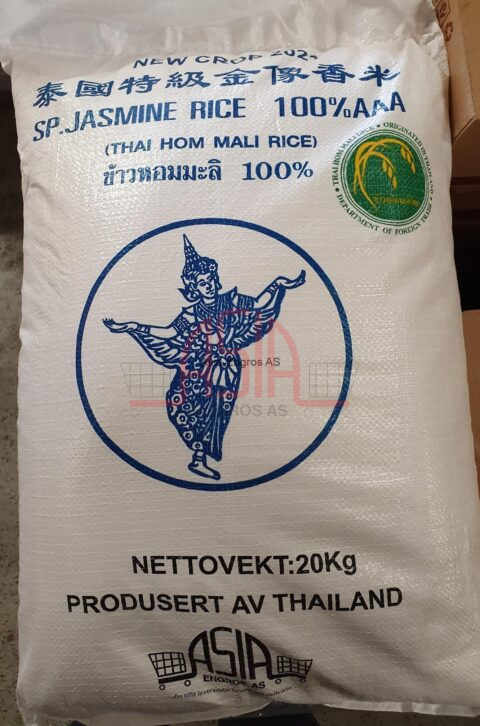 NEW CROP
泰國特級金像香米
SP.JASMINE RICE 100%AAA
(THAI HOM MALI RICE)
ข้าวหอมมะลิ 100%
THAI HOM MALI RICE • ORIGINATED IN THAILAND
DEPARTMENT OF FOREIGN TRADE
ASIA
Engros AS
ENGROS AS
NETTOVEKT:20Kg
PRODUSERT AV THAILAND
ASIA
ENGROS AS